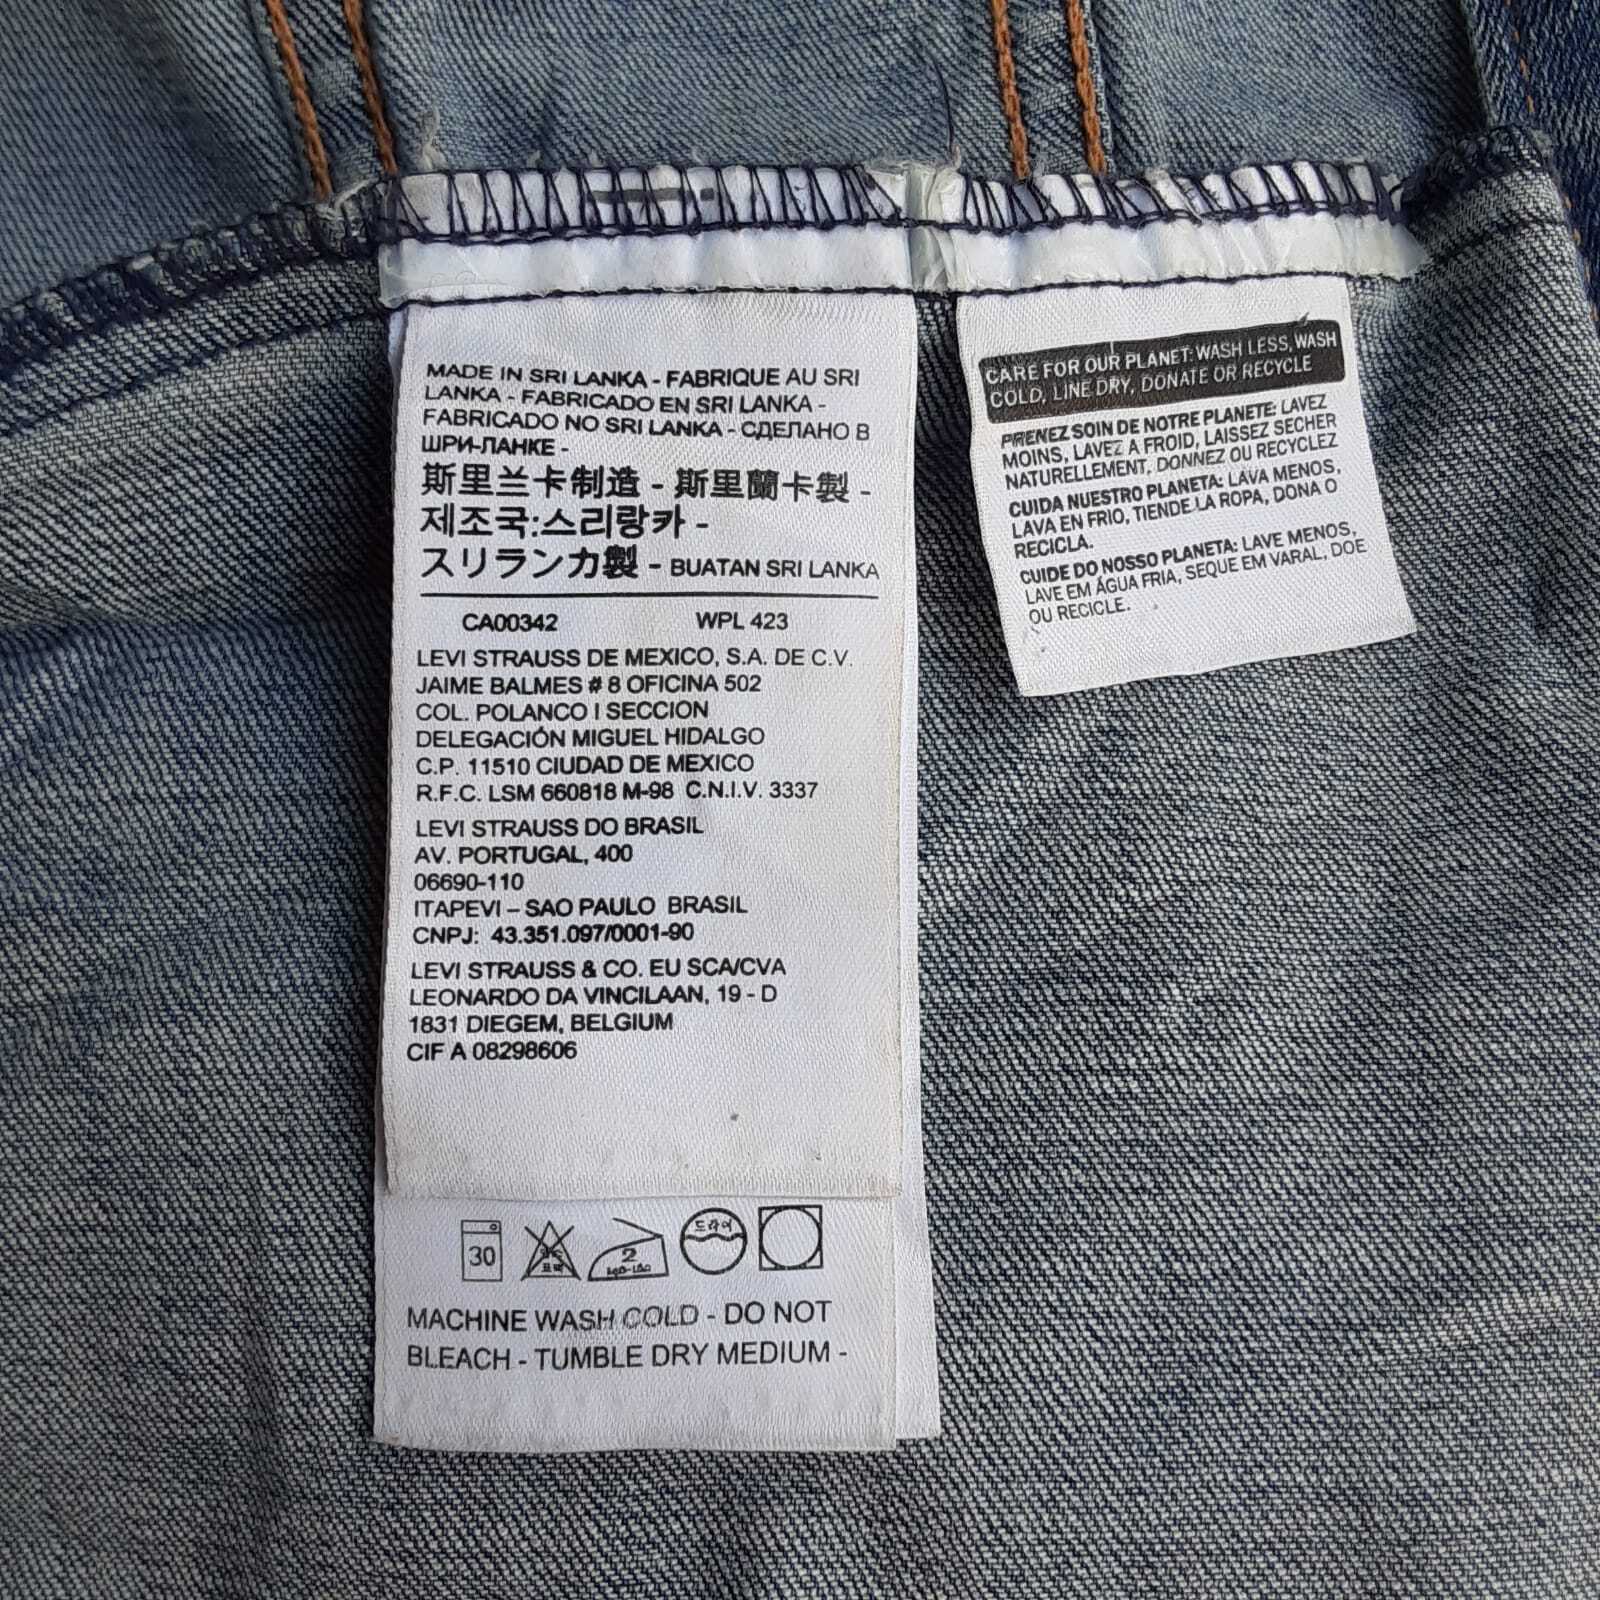 MADE IN SRI LANKA - FABRIQUE AU SRI
LANKA - FABRICADO EN SRI LANKA -
FABRICADO NO SRI LANKA - СДЕЛАНО В
ШРИ-ЛАНКЕ -
斯里兰卡制造 - 斯里蘭卡製 -
제조국:스리랑카 -
スリランカ製 - BUATAN SRI LANKA
CA00342 WPL 423
LEVI STRAUSS DE MEXICO, S.A. DE C.V.
JAIME BALMES # 8 OFICINA 502
COL. POLANCO I SECCION
DELEGACIÓN MIGUEL HIDALGO
C.P. 11510 CIUDAD DE MEXICO
R.F.C. LSM 660818 M-98 C.N.I.V. 3337
LEVI STRAUSS DO BRASIL
AV. PORTUGAL, 400
06690-110
ITAPEVI – SAO PAULO BRASIL
CNPJ: 43.351.097/0001-90
LEVI STRAUSS & CO. EU SCA/CVA
LEONARDO DA VINCILAAN, 19 - D
1831 DIEGEM, BELGIUM
CIF A 08298606
30
2
드라이
MACHINE WASH COLD - DO NOT
BLEACH - TUMBLE DRY MEDIUM -
CARE FOR OUR PLANET: WASH LESS, WASH
COLD, LINE DRY, DONATE OR RECYCLE
PRENEZ SOIN DE NOTRE PLANETE: LAVEZ
MOINS, LAVEZ A FROID, LAISSEZ SECHER
NATURELLEMENT, DONNEZ OU RECYCLEZ
CUIDA NUESTRO PLANETA: LAVA MENOS,
LAVA EN FRIO, TIENDE LA ROPA, DONA O
RECICLA.
CUIDE DO NOSSO PLANETA: LAVE MENOS,
LAVE EM ÁGUA FRIA, SEQUE EM VARAL, DOE
OU RECICLE.